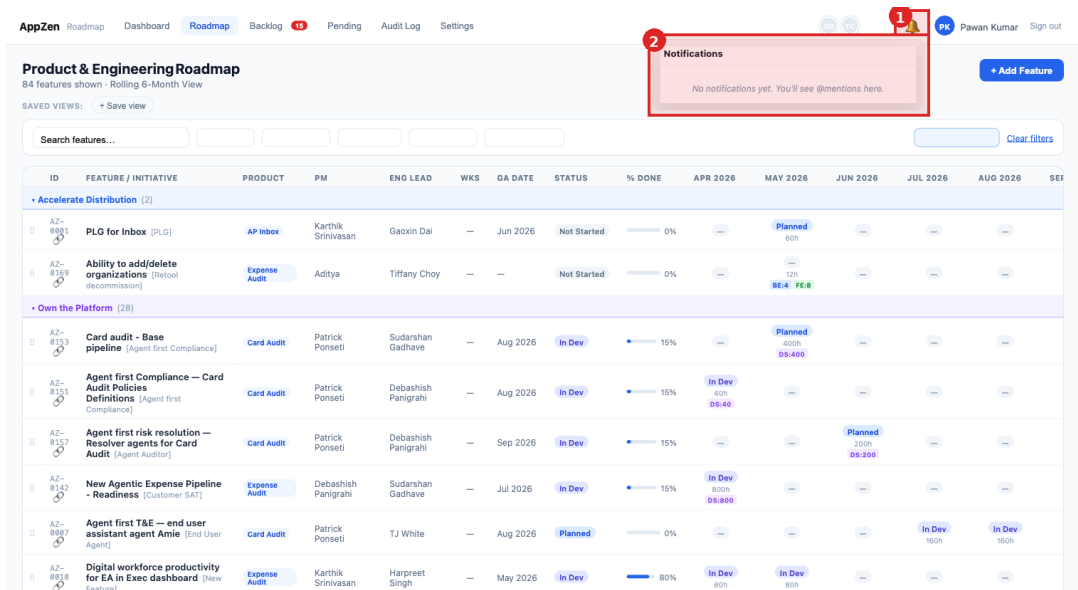 AppZen Roadmap Dashboard Roadmap Backlog 15 Pending Audit Log Settings 1 PK Pawan Kumar Sign out
2 Notifications
No notifications yet. You'll see @mentions here.
Product & Engineering Roadmap
84 features shown · Rolling 6-Month View
+ Add Feature
SAVED VIEWS: + Save view
Search features... Clear filters
ID FEATURE / INITIATIVE PRODUCT PM ENG LEAD WKS GA DATE STATUS % DONE APR 2026 MAY 2026 JUN 2026 JUL 2026 AUG 2026 SEP
Accelerate Distribution (2)
AZ-0001 PLG for Inbox [PLG] AP Inbox Karthik Srinivasan Gaoxin Dai — Jun 2026 Not Started 0% — Planned 60h — — —
AZ-0169 Ability to add/delete organizations [Retool decommission] Expense Audit Aditya Tiffany Choy — — Not Started 0% — — 12h BE:4 FE:8 — — —
Own the Platform (28)
AZ-0153 Card audit - Base pipeline [Agent first Compliance] Card Audit Patrick Ponseti Sudarshan Gadhave — Aug 2026 In Dev 15% — Planned 400h DS:400 — — —
AZ-0151 Agent first Compliance — Card Audit Policies Definitions [Agent first Compliance] Card Audit Patrick Ponseti Debashish Panigrahi — Aug 2026 In Dev 15% In Dev 40h DS:40 — — — —
AZ-0157 Agent first risk resolution — Resolver agents for Card Audit [Agent Auditor] Card Audit Patrick Ponseti Debashish Panigrahi — Sep 2026 In Dev 15% — — Planned 200h DS:200 — —
AZ-0142 New Agentic Expense Pipeline - Readiness [Customer SAT] Expense Audit Debashish Panigrahi Sudarshan Gadhave — Jul 2026 In Dev 15% In Dev 800h DS:800 — — — —
AZ-0007 Agent first T&E — end user assistant agent Amie [End User Agent] Card Audit Patrick Ponseti TJ White — Aug 2026 Planned 0% — — — In Dev 160h In Dev 160h
AZ-0010 Digital workforce productivity for EA in Exec dashboard [New Feature] Expense Audit Karthik Srinivasan Harpreet Singh — May 2026 In Dev 80% In Dev 80h In Dev 80h — — —